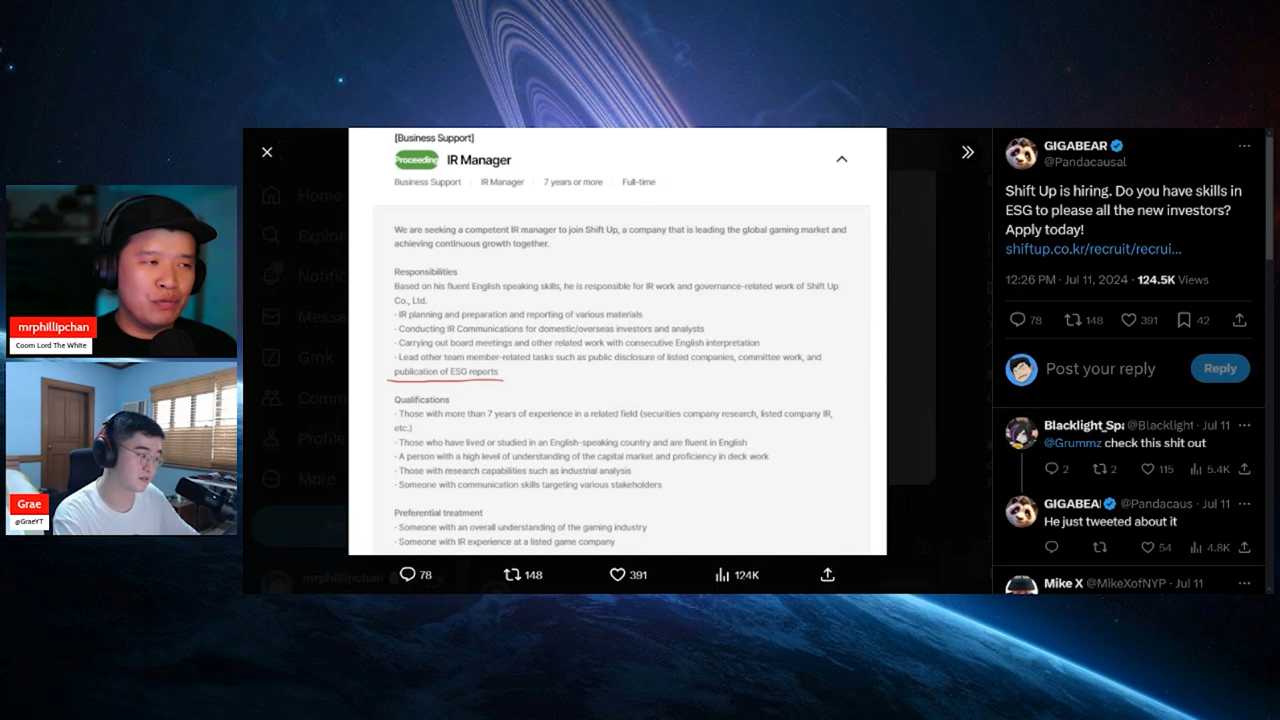 mrphillipchan
Coom Lord The White
Grae
@GraeYT
Home
Explor
Notific
Messa
Grok
Comm
Profile
More
mrphillipchan
[Business Support]
Proceeding
IR Manager
Business Support
IR Manager
7 years or more
Full-time
We are seeking a competent IR manager to join Shift Up, a company that is leading the global gaming market and
achieving continuous growth together.
Responsibilities
Based on his fluent English speaking skills, he is responsible for IR work and governance-related work of Shift Up
Co., Ltd.
· IR planning and preparation and reporting of various materials
· Conducting IR Communications for domestic/overseas investors and analysts
· Carrying out board meetings and other related work with consecutive English interpretation
· Lead other team member-related tasks such as public disclosure of listed companies, committee work, and
publication of ESG reports
Qualifications
· Those with more than 7 years of experience in a related field (securities company research, listed company IR,
etc.)
· Those who have lived or studied in an English-speaking country and are fluent in English
· A person with a high level of understanding of the capital market and proficiency in deck work
· Those with research capabilities such as industrial analysis
· Someone with communication skills targeting various stakeholders
Preferential treatment
· Someone with an overall understanding of the gaming industry
· Someone with IR experience at a listed game company
78 148 391 124K
GIGABEAR
@Pandacausal
Shift Up is hiring. Do you have skills in
ESG to please all the new investors?
Apply today!
shiftup.co.kr/recruit/recrui...
12:26 PM · Jul 11, 2024 · 124.5K Views
78 148 391 42
Post your reply
Reply
Blacklight_Spa @Blacklight · Jul 11
@Grummz check this shit out
2 2 115 5.4K
GIGABEAI @Pandacaus · Jul 11
He just tweeted about it
54 4.8K
Mike X @MikeXofNYP · Jul 11